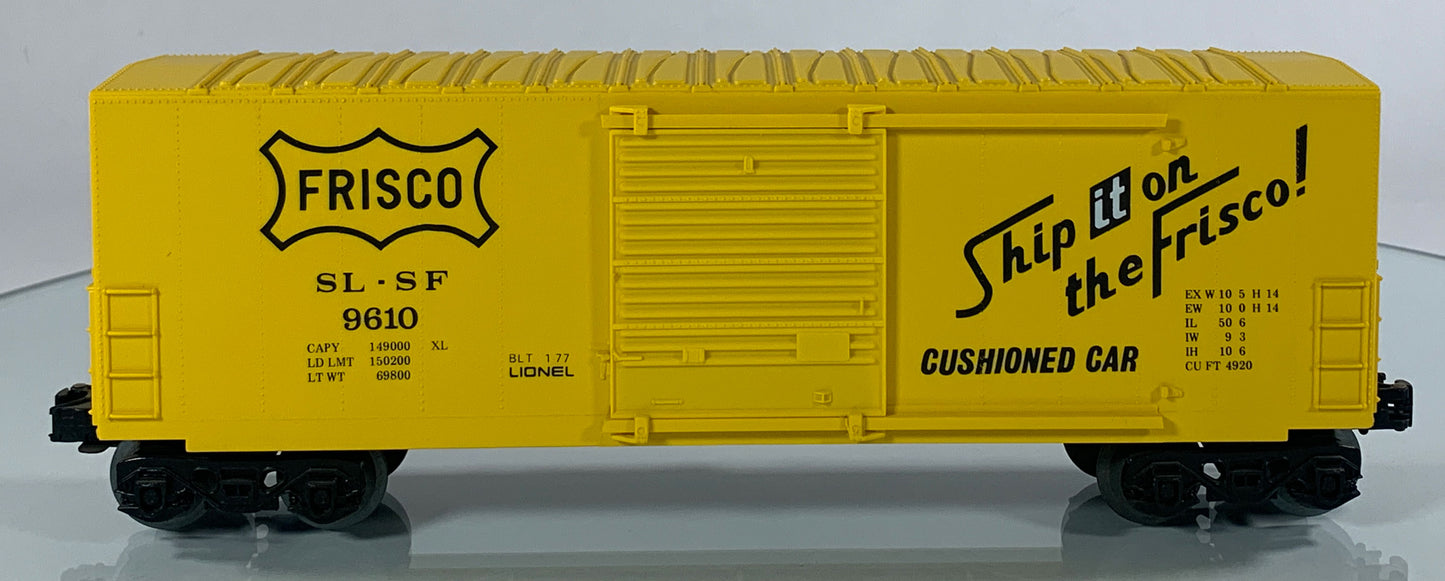 FRISCO
SL - SF
9610
CAPY 149000 XL
LD LMT 150200
LT WT 69800
BLT 1 77
LIONEL
Ship it on
the Frisco!
CUSHIONED CAR
EX W 10 5 H 14
EW 10 0 H 14
IL 50 6
IW 9 3
IH 10 6
CU FT 4920